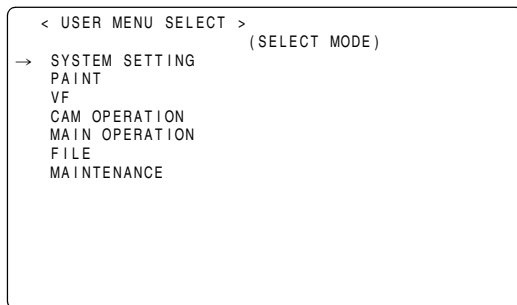 < USER MENU SELECT >
(SELECT MODE)
→ SYSTEM SETTING
PAINT
VF
CAM OPERATION
MAIN OPERATION
FILE
MAINTENANCE